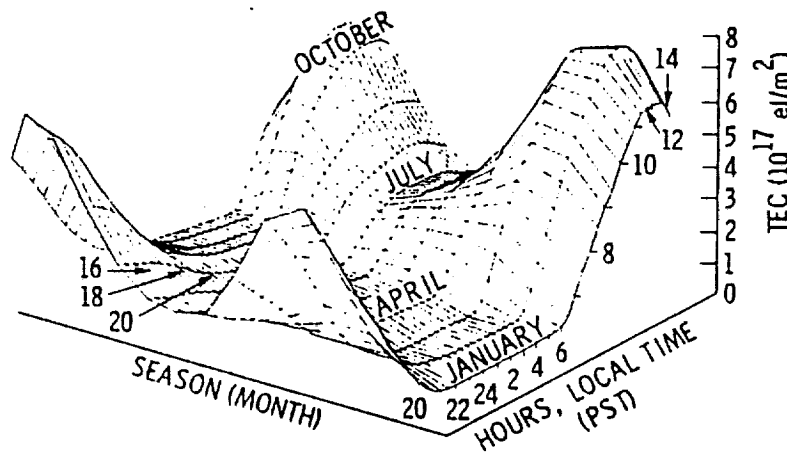 OCTOBER
JULY
APRIL
JANUARY
16
18
20
20
22
24
2
4
6
8
10
12
14
8
7
6
5
4
3
2
1
0
TEC (10^17 el/m^2)
SEASON (MONTH)
HOURS, LOCAL TIME
(PST)